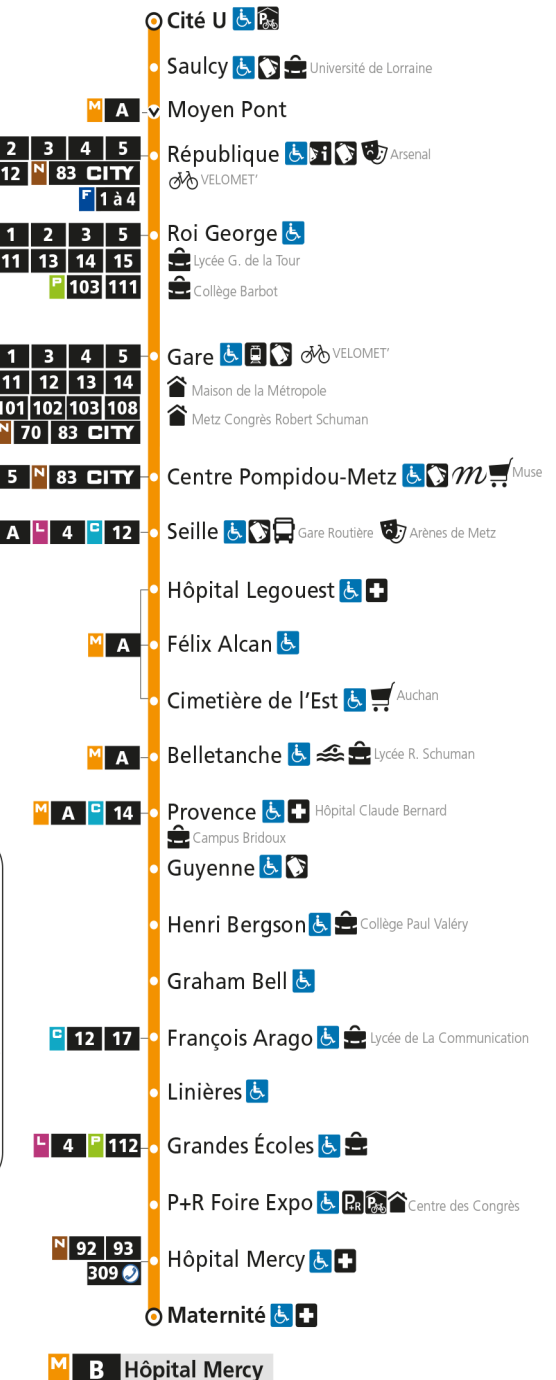 Cité U
Saulcy Université de Lorraine
M A Moyen Pont
2 3 4 5 République i Arsenal
12 N 83 CITY VELOMET'
F 1 à 4
1 2 3 5 Roi George
11 13 14 15 Lycée G. de la Tour
P 103 111 Collège Barbot
1 3 4 5 Gare VELOMET'
11 12 13 14 Maison de la Métropole
101 102 103 108 Metz Congrès Robert Schuman
N 70 83 CITY
5 N 83 CITY Centre Pompidou-Metz m Muse
A L 4 C 12 Seille Gare Routière Arènes de Metz
Hôpital Legouest
M A Félix Alcan
Cimetière de l'Est Auchan
M A Belletanche Lycée R. Schuman
M A C 14 Provence Hôpital Claude Bernard
Campus Bridoux
Guyenne
Henri Bergson Collège Paul Valéry
Graham Bell
C 12 17 François Arago Lycée de La Communication
Linières
L 4 P 112 Grandes Écoles
P+R Foire Expo P+R P Centre des Congrès
N 92 93 Hôpital Mercy
309
Maternité
M B Hôpital Mercy